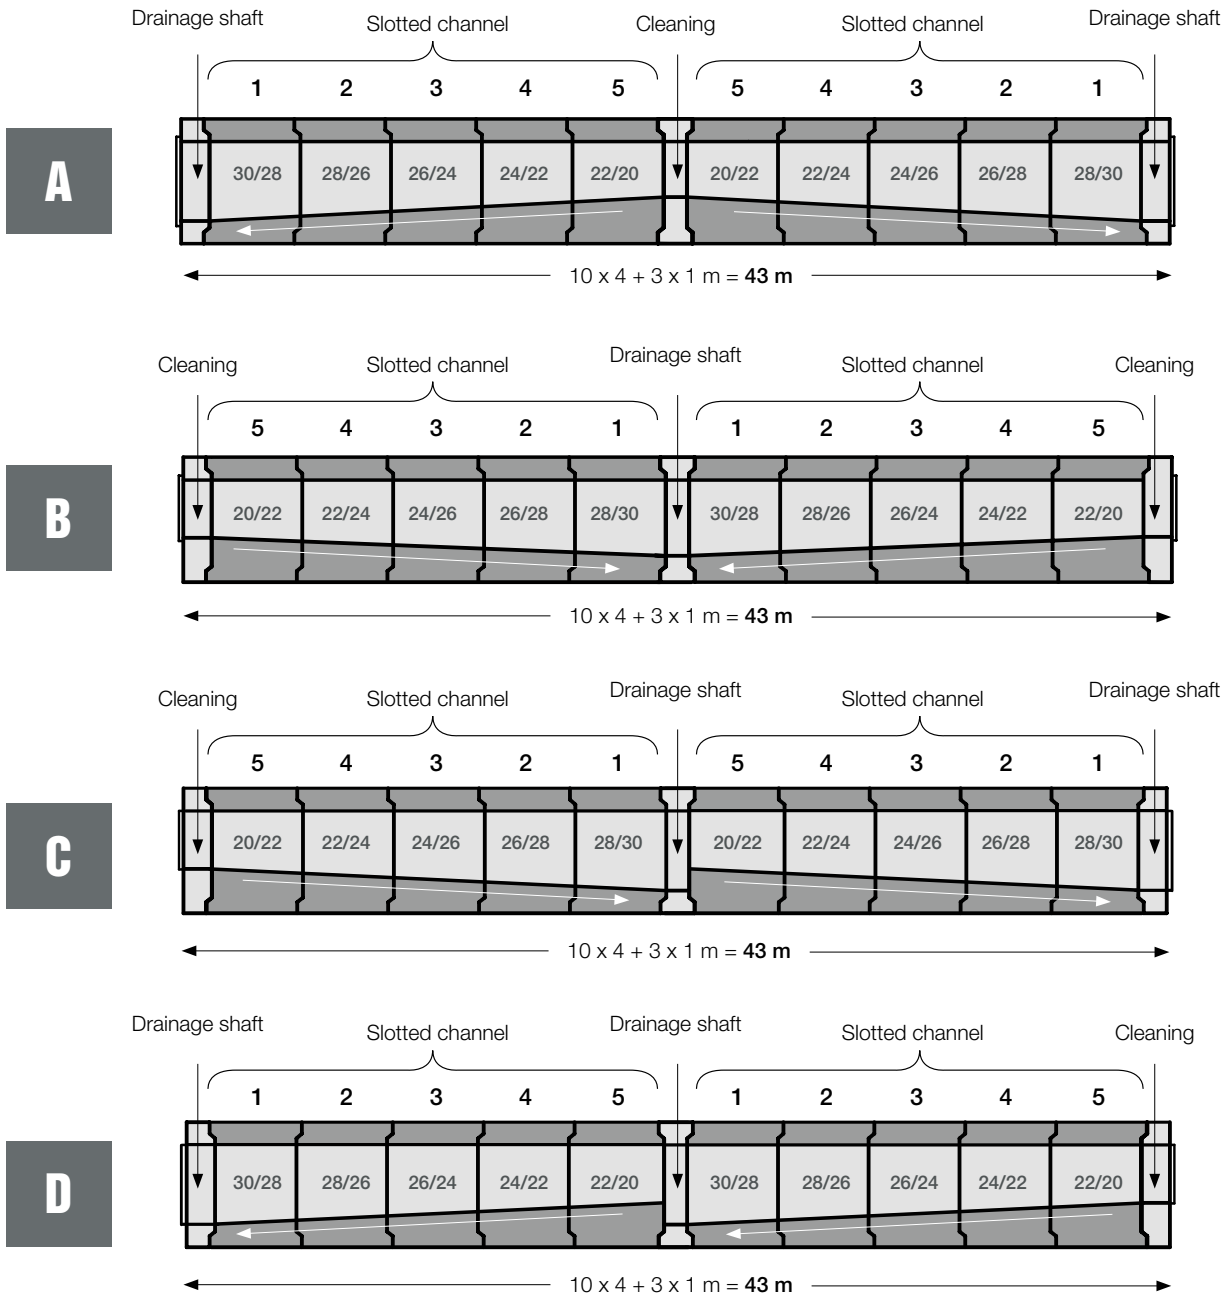 Drainage shaft Slotted channel Cleaning Slotted channel Drainage shaft
1 2 3 4 5 5 4 3 2 1
A
30/28 28/26 26/24 24/22 22/20 20/22 22/24 24/26 26/28 28/30
10 x 4 + 3 x 1 m = 43 m
Cleaning Slotted channel Drainage shaft Slotted channel Cleaning
5 4 3 2 1 1 2 3 4 5
B
20/22 22/24 24/26 26/28 28/30 30/28 28/26 26/24 24/22 22/20
10 x 4 + 3 x 1 m = 43 m
Cleaning Slotted channel Drainage shaft Slotted channel Drainage shaft
5 4 3 2 1 5 4 3 2 1
C
20/22 22/24 24/26 26/28 28/30 20/22 22/24 24/26 26/28 28/30
10 x 4 + 3 x 1 m = 43 m
Drainage shaft Slotted channel Drainage shaft Slotted channel Cleaning
1 2 3 4 5 1 2 3 4 5
D
30/28 28/26 26/24 24/22 22/20 30/28 28/26 26/24 24/22 22/20
10 x 4 + 3 x 1 m = 43 m